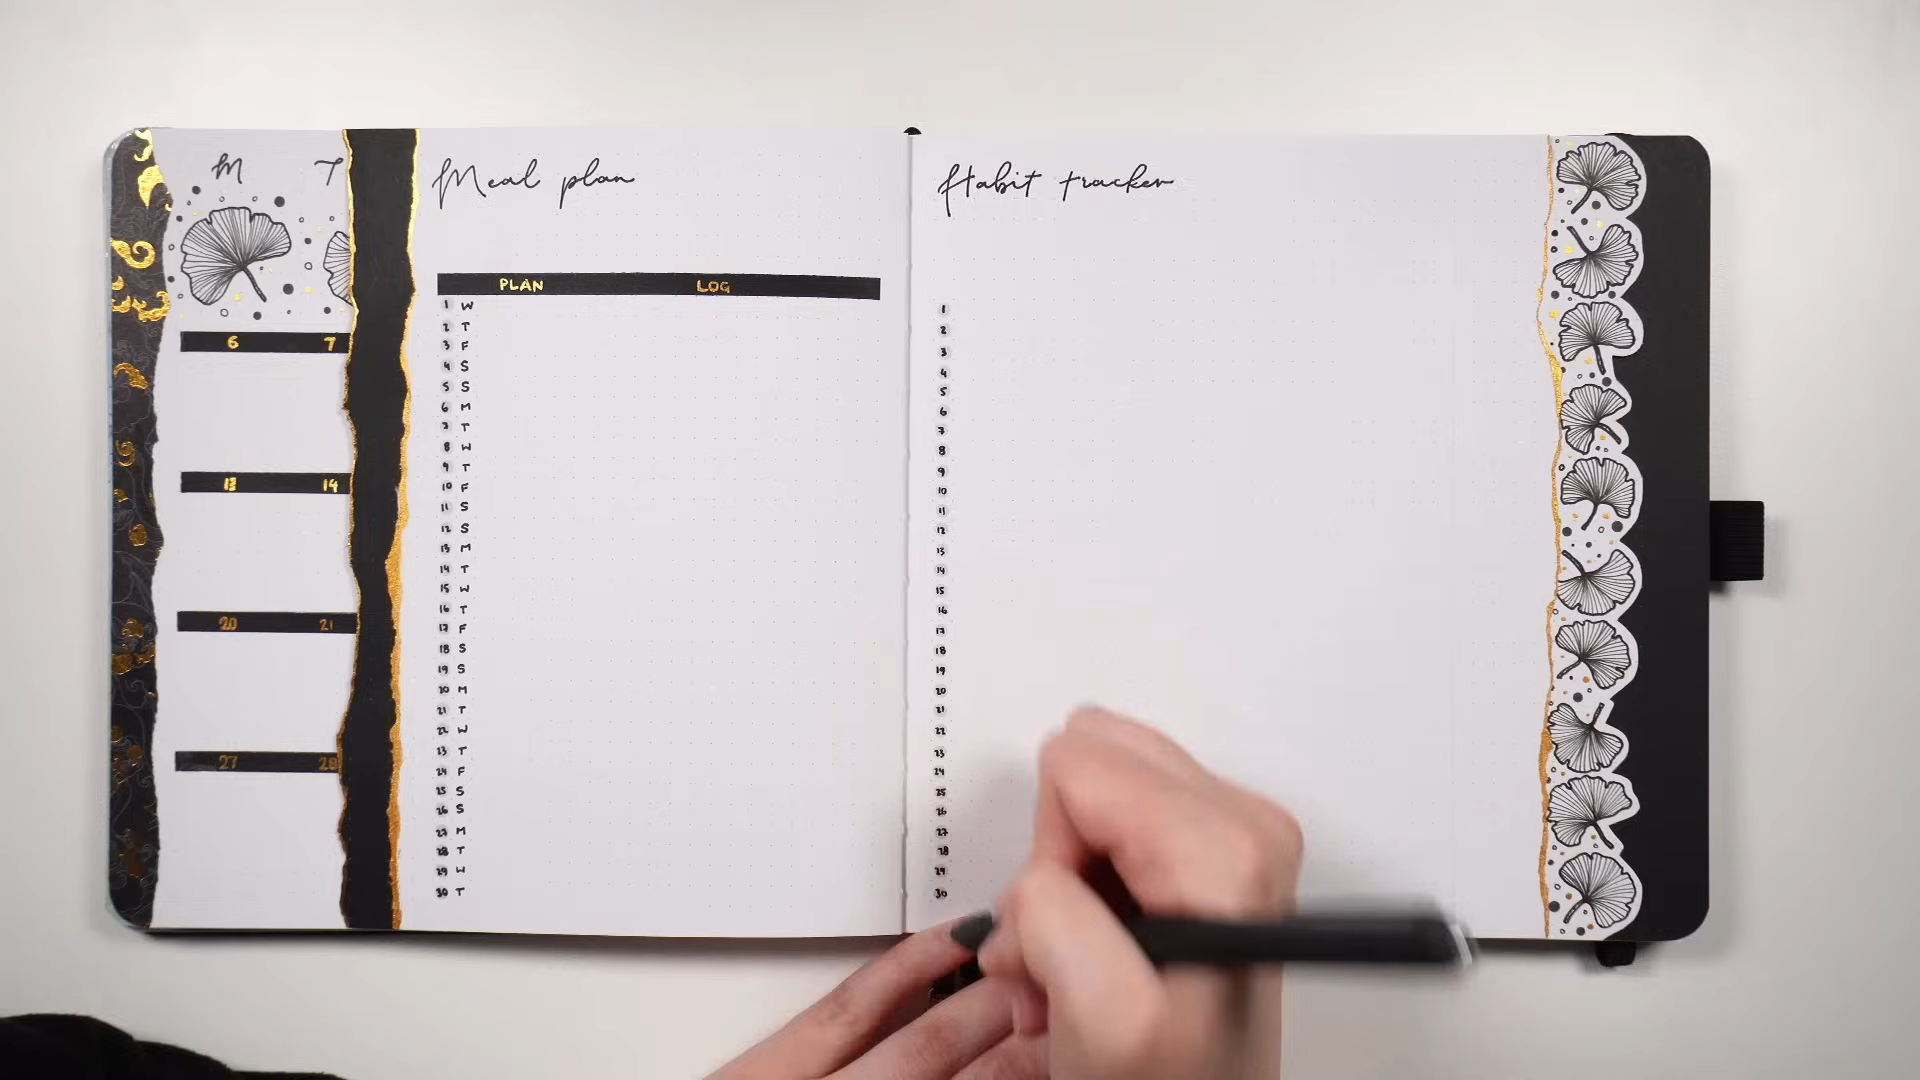 M T
6 7
13 14
20 21
27 28
Meal plan
PLAN LOG
1 W
2 T
3 F
4 S
5 S
6 M
7 T
8 W
9 T
10 F
11 S
12 S
13 M
14 T
15 W
16 T
17 F
18 S
19 S
20 M
21 T
22 W
23 T
24 F
25 S
26 S
27 M
28 T
29 W
30 T
Habit tracker
1
2
3
4
5
6
7
8
9
10
11
12
13
14
15
16
17
18
19
20
21
22
23
24
25
26
27
28
29
30